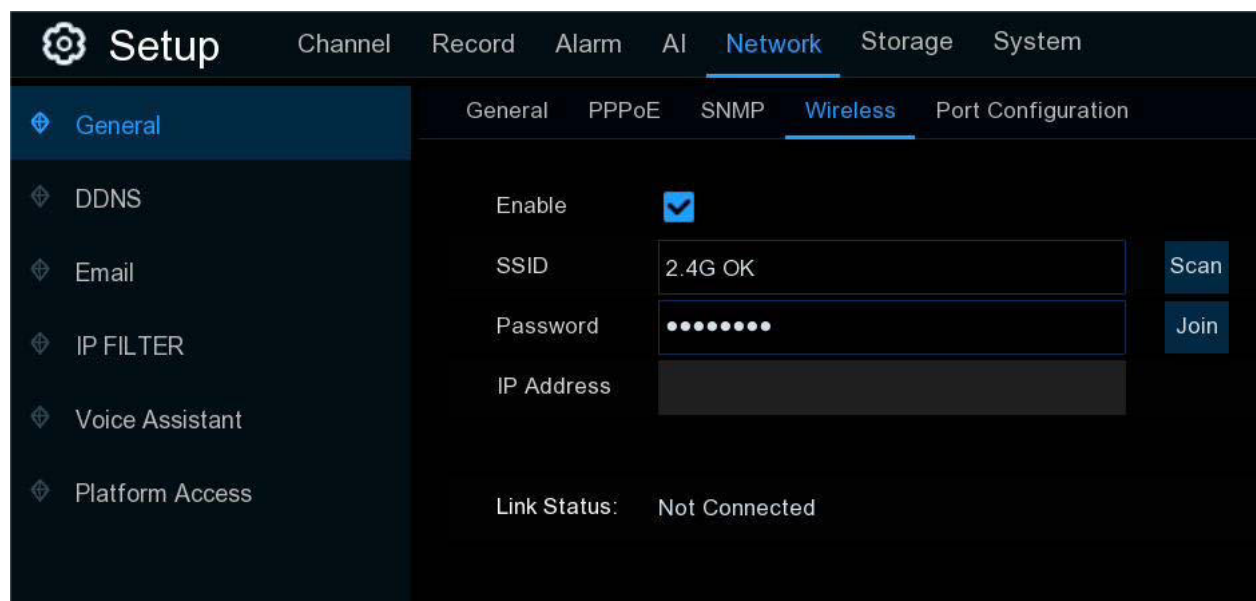 Setup Channel Record Alarm AI Network Storage System
General PPPoE SNMP Wireless Port Configuration
General
DDNS
Email
IP FILTER
Voice Assistant
Platform Access
Enable
SSID 2.4G OK Scan
Password •••••••• Join
IP Address
Link Status: Not Connected